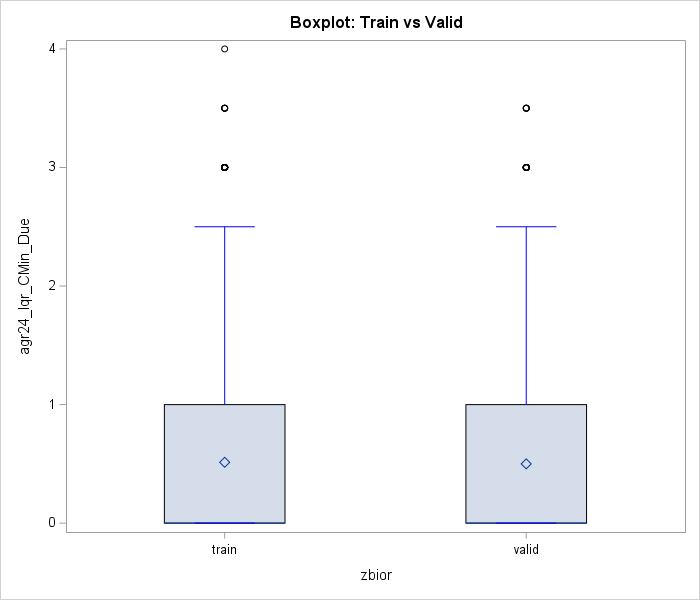 Boxplot: Train vs Valid
4
3
2
1
0
agr24_Iqr_CMin_Due
train
valid
zbior